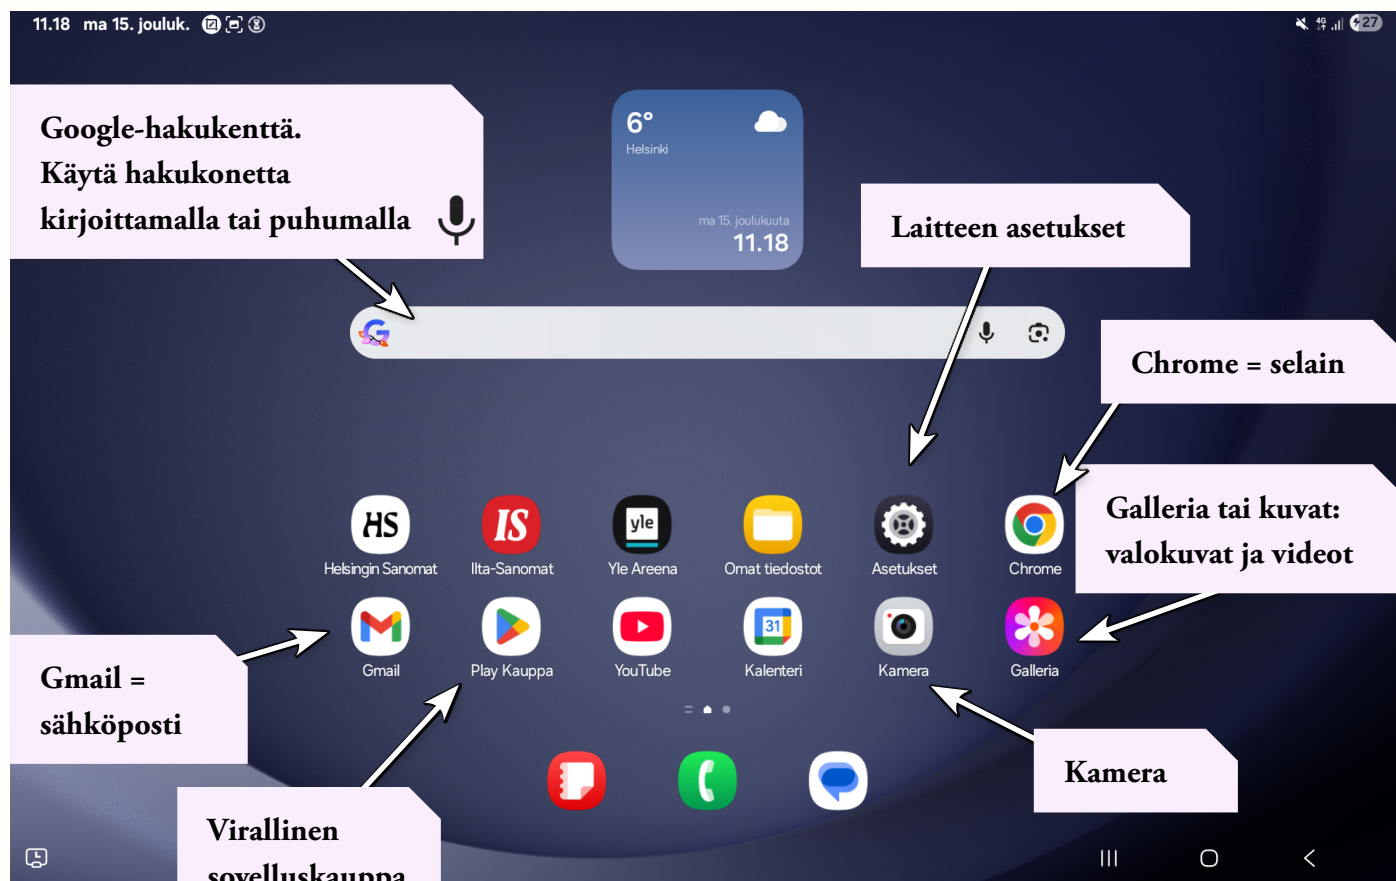 11.18 ma 15. jouluk.
4G
27
Google-hakukenttä.
Käytä hakukonetta
kirjoittamalla tai puhumalla
6°
Helsinki
ma 15. joulukuuta
11.18
Laitteen asetukset
G
Chrome = selain
Galleria tai kuvat:
valokuvat ja videot
HS
IS
yle
Helsingin Sanomat
Ilta-Sanomat
Yle Areena
Omat tiedostot
Asetukset
Chrome
31
Gmail
Play Kauppa
YouTube
Kalenteri
Kamera
Galleria
Gmail =
sähköposti
Kamera
Virallinen
sovelluskauppa